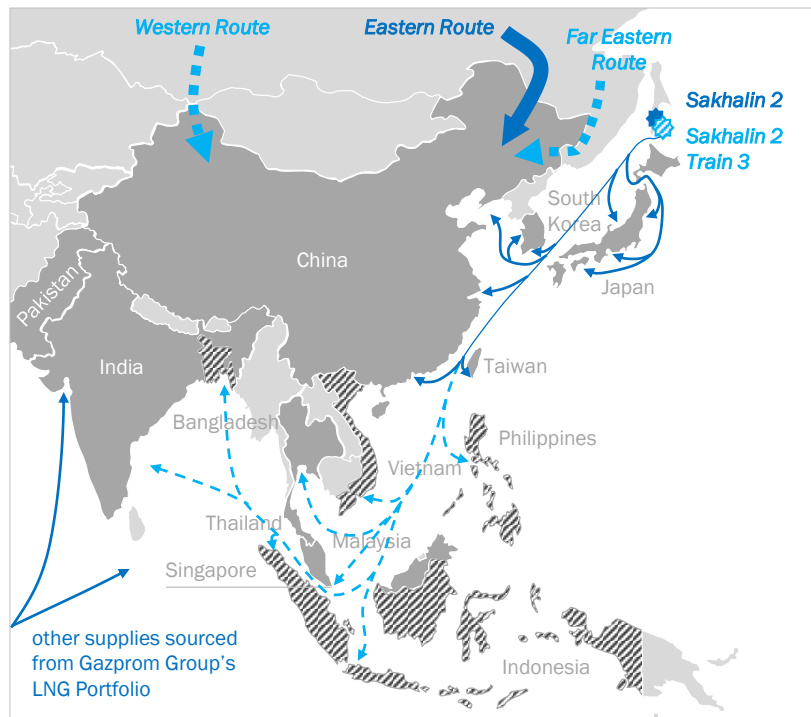 Western Route
Eastern Route
Far Eastern
Route
Sakhalin 2
Sakhalin 2
Train 3
South
Korea
China
Japan
Pakistan
India
Taiwan
Bangladesh
Philippines
Vietnam
Thailand
Malaysia
Singapore
other supplies sourced
from Gazprom Group's
LNG Portfolio
Indonesia